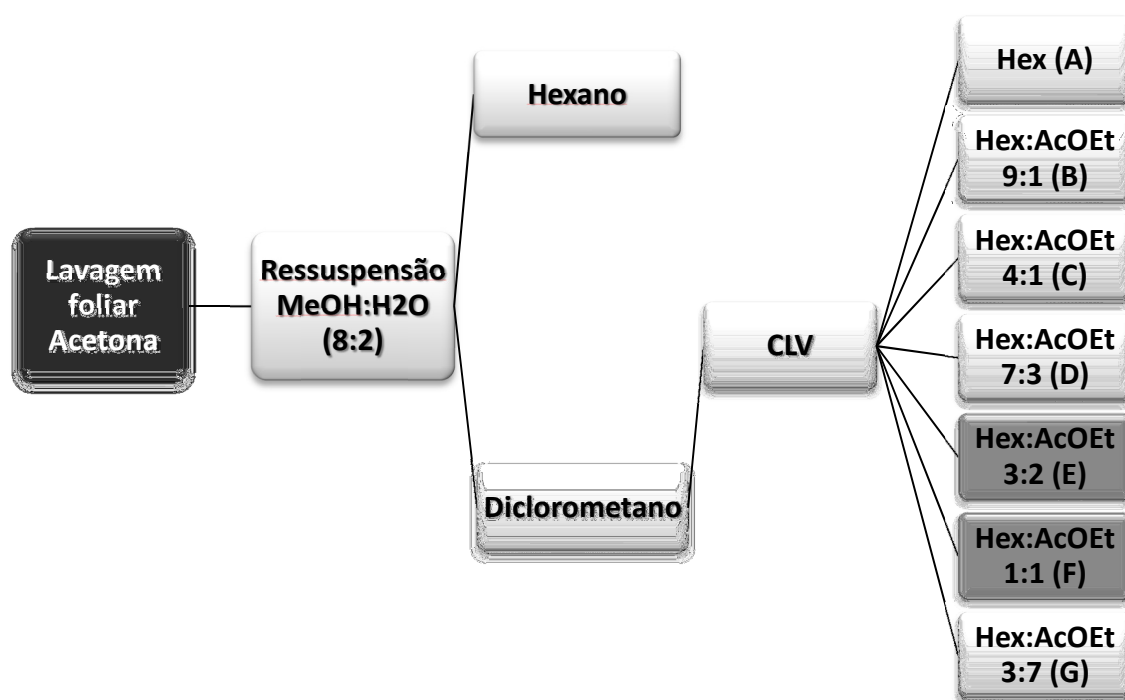 Lavagem
foliar
Acetona
Ressuspensão
MeOH:H2O
(8:2)
Hexano
Diclorometano
CLV
Hex (A)
Hex:AcOEt
9:1 (B)
Hex:AcOEt
4:1 (C)
Hex:AcOEt
7:3 (D)
Hex:AcOEt
3:2 (E)
Hex:AcOEt
1:1 (F)
Hex:AcOEt
3:7 (G)